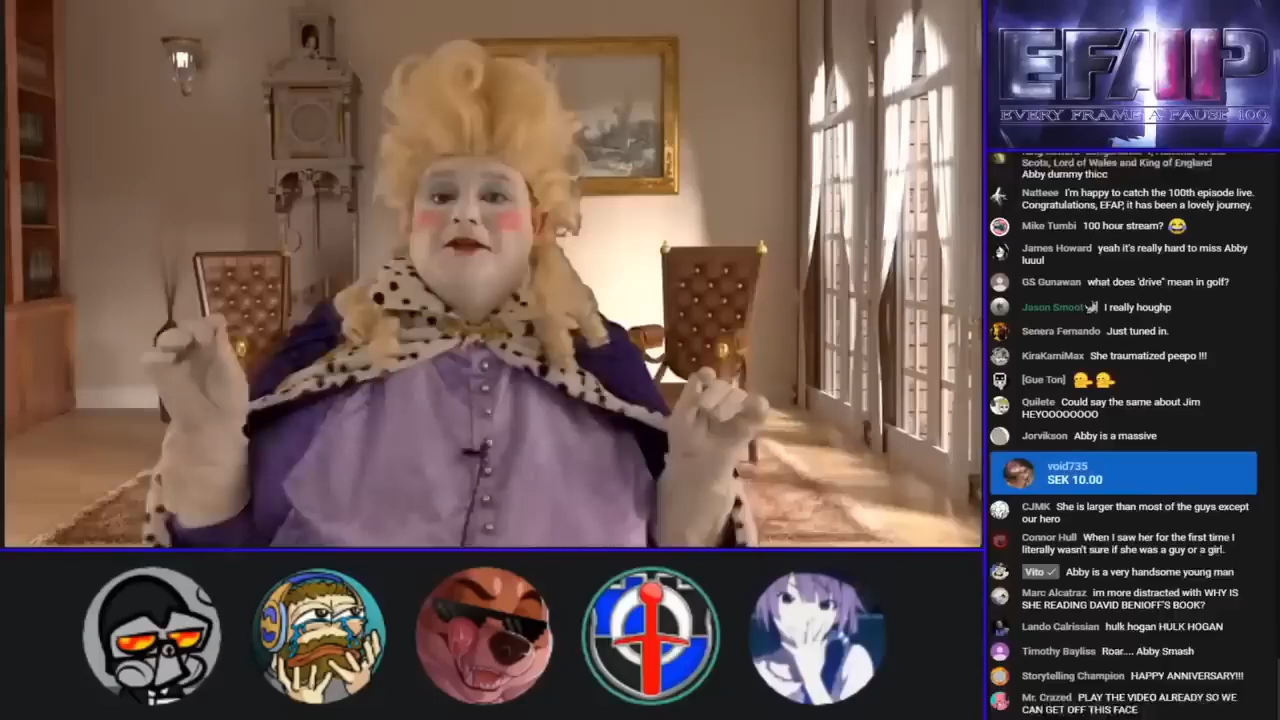 EFAP
EVERY FRAME A PAUSE 100
Scots, Lord of Wales and King of England
Abby dummy thicc
Natteee I'm happy to catch the 100th episode live.
Congratulations, EFAP, it has been a lovely journey.
Mike Tumbi 100 hour stream?
James Howard yeah it's really hard to miss Abby
luuul
GS Gunawan what does 'drive" mean in golf?
Jason Smoot I really houghp
Senera Fernando Just tuned in.
KiraKamiMax She traumatized peepo !!!
[Gue Ton]
Quilete Could say the same about Jim
HEYOOOOOOO
Jorvikson Abby is a massive
void735
SEK 10.00
CJMK She is larger than most of the guys except
our hero
Connor Hull When I saw her for the first time I
literally wasn't sure if she was a guy or a girl.
Vito ✓ Abby is a very handsome young man
Marc Alcatraz im more distracted with WHY IS
SHE READING DAVID BENIOFF'S BOOK?
Lando Calrissian hulk hogan HULK HOGAN
Timothy Bayliss Roar.... Abby Smash
Storytelling Champion HAPPY ANNIVERSARY!!!
Mr. Crazed PLAY THE VIDEO ALREADY SO WE
CAN GET OFF THIS FACE